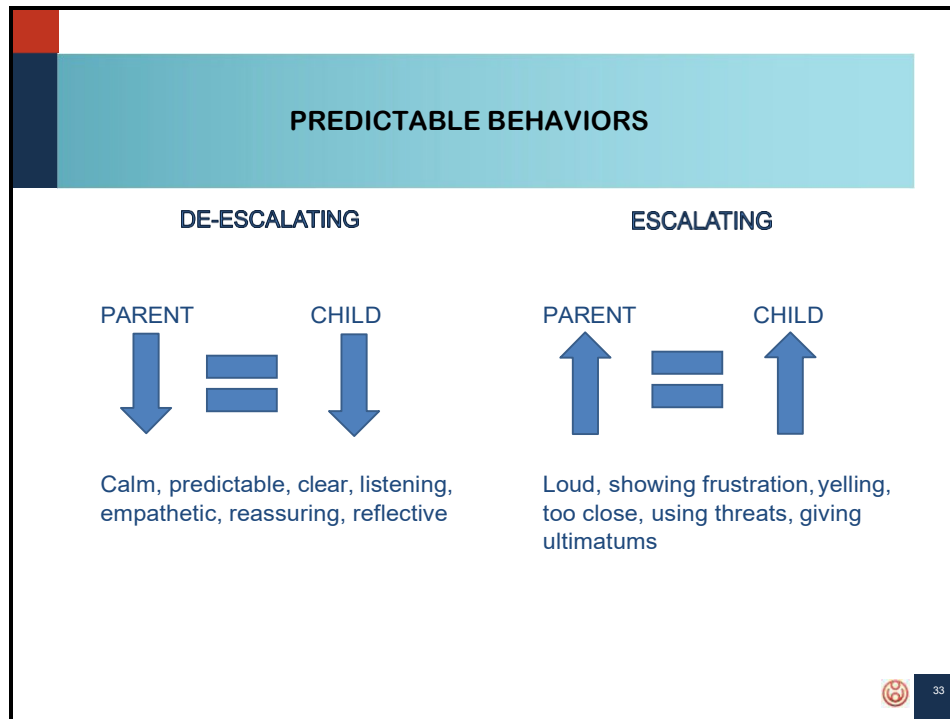 PREDICTABLE BEHAVIORS
DE-ESCALATING
PARENT CHILD
Calm, predictable, clear, listening,
empathetic, reassuring, reflective
ESCALATING
PARENT CHILD
Loud, showing frustration, yelling,
too close, using threats, giving
ultimatums
33